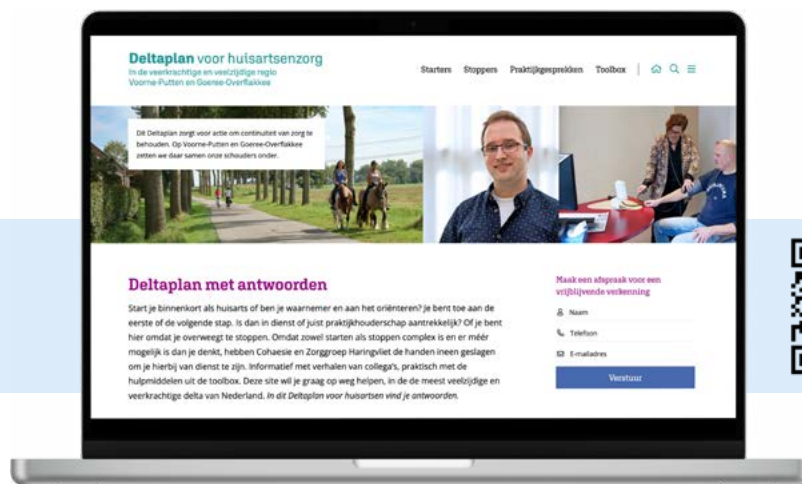 Deltaplan voor huisartsenzorg
In de veerkrachtige en veelzijdige regio
Voorne-Putten en Goeree-Overflakkee
Starters Stoppers Praktijkgesprekken Toolbox
Dit Deltaplan zorgt voor actie om continuïteit van zorg te
behouden. Op Voorne-Putten en Goeree-Overflakkee
zetten we daar samen onze schouders onder.
Deltaplan met antwoorden
Start je binnenkort als huisarts of ben je waarnemer en aan het oriënteren? Je bent toe aan de
eerste of de volgende stap. Is dan in dienst of juist praktijkhouderschap aantrekkelijk? Of je bent
hier omdat je overweegt te stoppen. Omdat zowel starten als stoppen complex is en er méér
mogelijk is dan je denkt, hebben Cohaesie en Zorggroep Haringvliet de handen ineen geslagen
om je hierbij van dienst te zijn. Informatief met verhalen van collega's, praktisch met de
hulpmiddelen uit de toolbox. Deze site wil je graag op weg helpen, in de de meest veelzijdige en
veerkrachtige delta van Nederland. In dit Deltaplan voor huisartsen vind je antwoorden.
Maak een afspraak voor een
vrijblijvende verkenning
Naam
Telefoon
E-mailadres
Verstuur